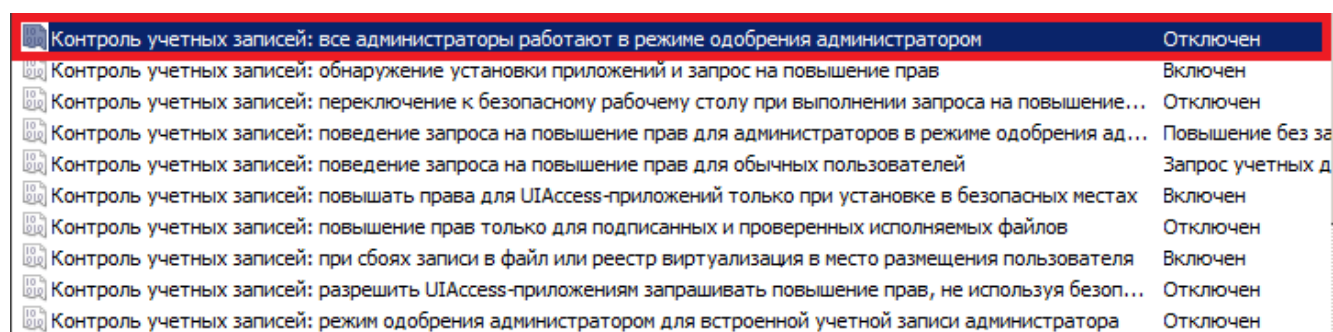 Контроль учетных записей: все администраторы работают в режиме одобрения администратором Отключен
Контроль учетных записей: обнаружение установки приложений и запрос на повышение прав Включен
Контроль учетных записей: переключение к безопасному рабочему столу при выполнении запроса на повышение... Отключен
Контроль учетных записей: поведение запроса на повышение прав для администраторов в режиме одобрения ад... Повышение без за
Контроль учетных записей: поведение запроса на повышение прав для обычных пользователей Запрос учетных д
Контроль учетных записей: повышать права для UIAccess-приложений только при установке в безопасных местах Включен
Контроль учетных записей: повышение прав только для подписанных и проверенных исполняемых файлов Отключен
Контроль учетных записей: при сбоях записи в файл или реестр виртуализация в место размещения пользователя Включен
Контроль учетных записей: разрешить UIAccess-приложениям запрашивать повышение прав, не используя безоп... Отключен
Контроль учетных записей: режим одобрения администратором для встроенной учетной записи администратора Отключен